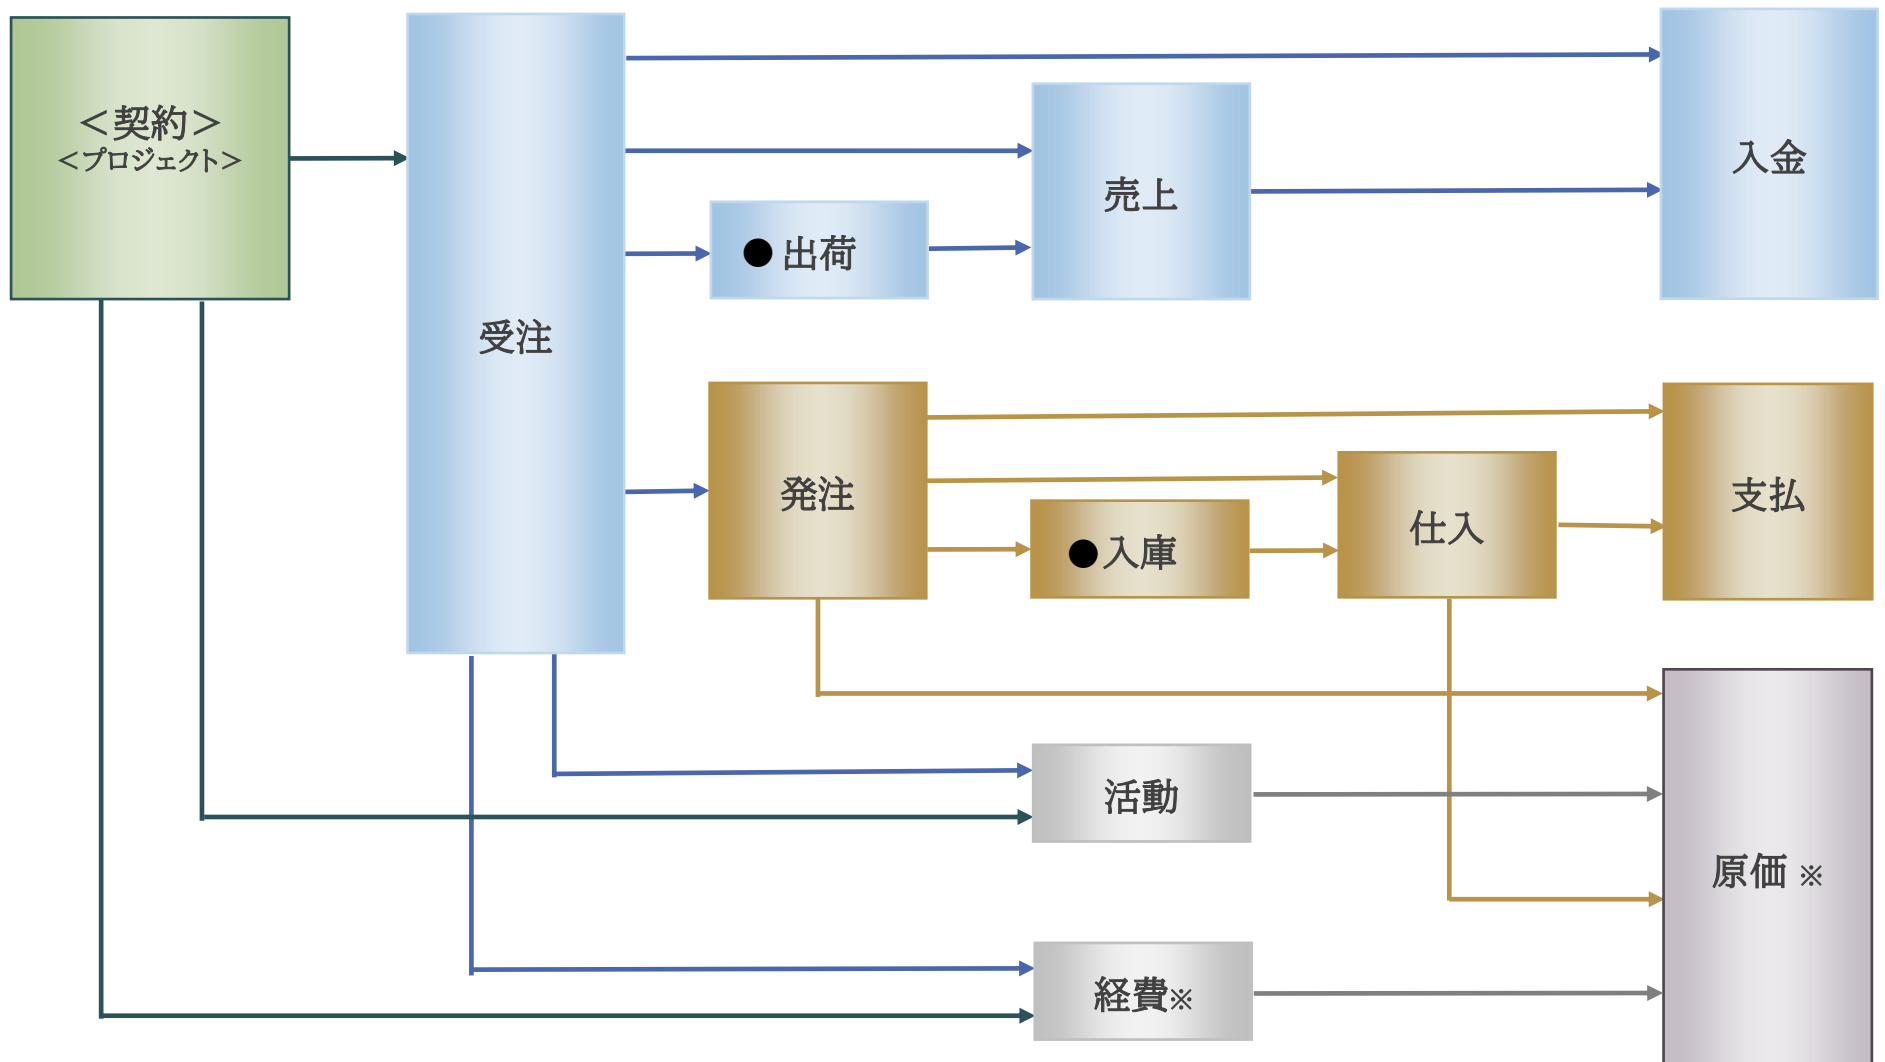 ＜契約＞
＜プロジェクト＞
受注
●出荷
売上
入金
発注
●入庫
仕入
支払
活動
経費※
原価 ※